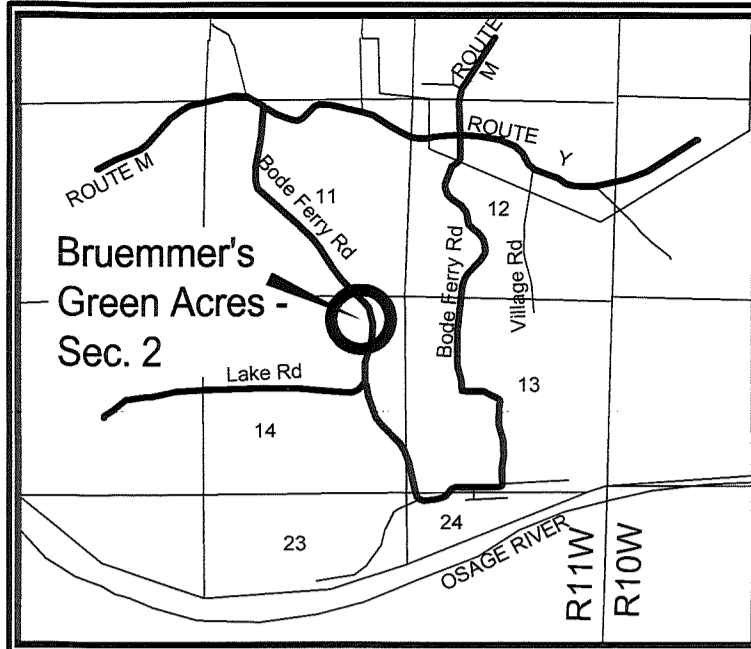 ROUTE
M
ROUTE
Y
ROUTE M
Bode Ferry Rd
11
12
Bruemmer's
Green Acres -
Sec. 2
Bode Ferry Rd
Village Rd
Lake Rd
13
14
24
23
OSAGE RIVER
R11W
R10W